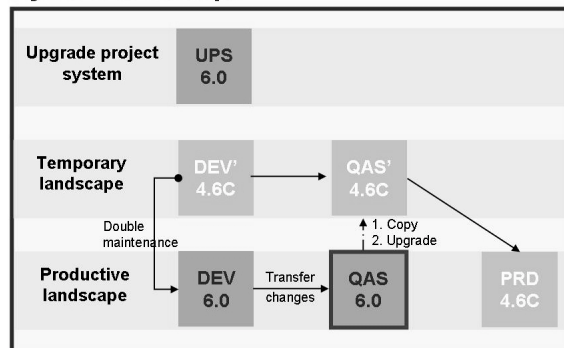 Upgrade project
system
UPS
6.0
Temporary
landscape
DEV'
4.6C
QAS'
4.6C
Double
maintenance
1. Copy
2. Upgrade
Productive
landscape
DEV
6.0
Transfer
changes
QAS
6.0
PRD
4.6C